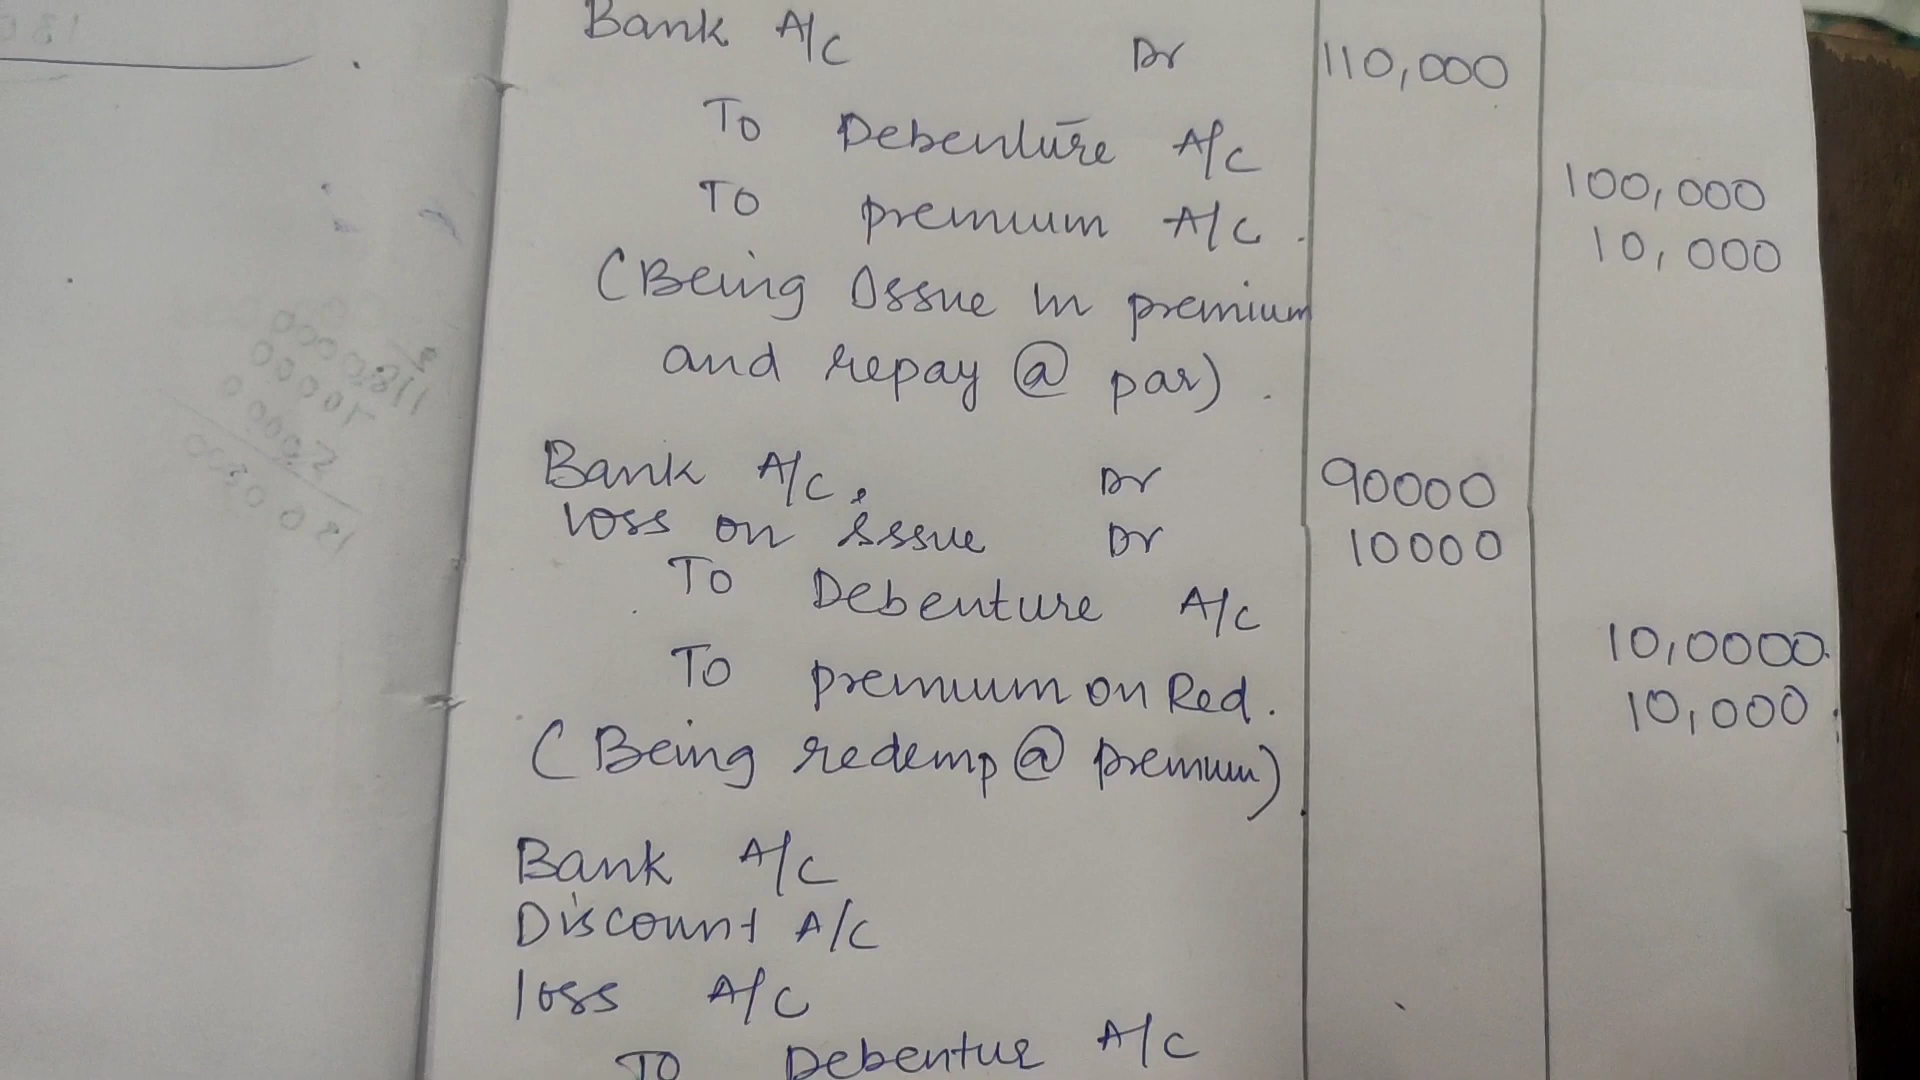 Bank A/C Dr 110,000
To Debenture A/C 100,000
To premium A/C. 10,000
(Being Issue in premium
and repay @ par).
Bank A/C. Dr 90000
loss on issue Dr 10000
To Debenture A/C 10,0000.
To premium on Red. 10,000.
(Being redemp @ premium)
Bank A/C
Discount A/C
loss A/C
To Debentue A/C